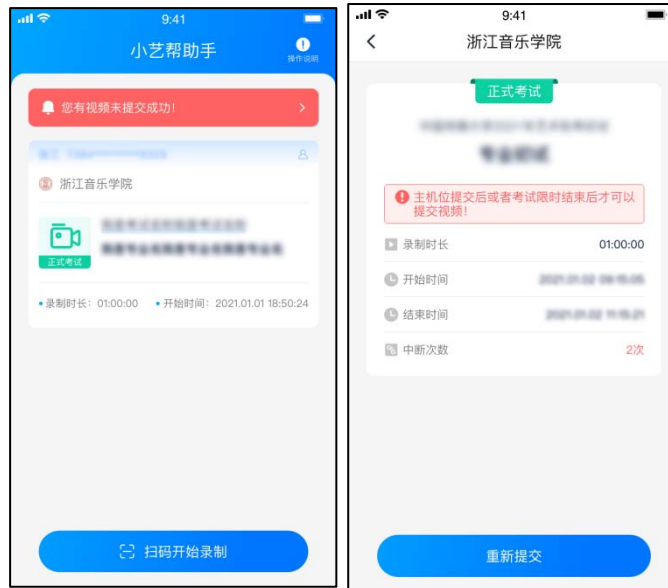 9:41
小艺帮助手
操作说明
您有视频未提交成功!
浙江音乐学院
正式考试
•录制时长：01:00:00 •开始时间：2021.01.01 18:50:24
扫码开始录制
9:41
浙江音乐学院
正式考试
主机位提交后或者考试限时结束后才可以
提交视频!
录制时长 01:00:00
开始时间
结束时间
中断次数 2次
重新提交